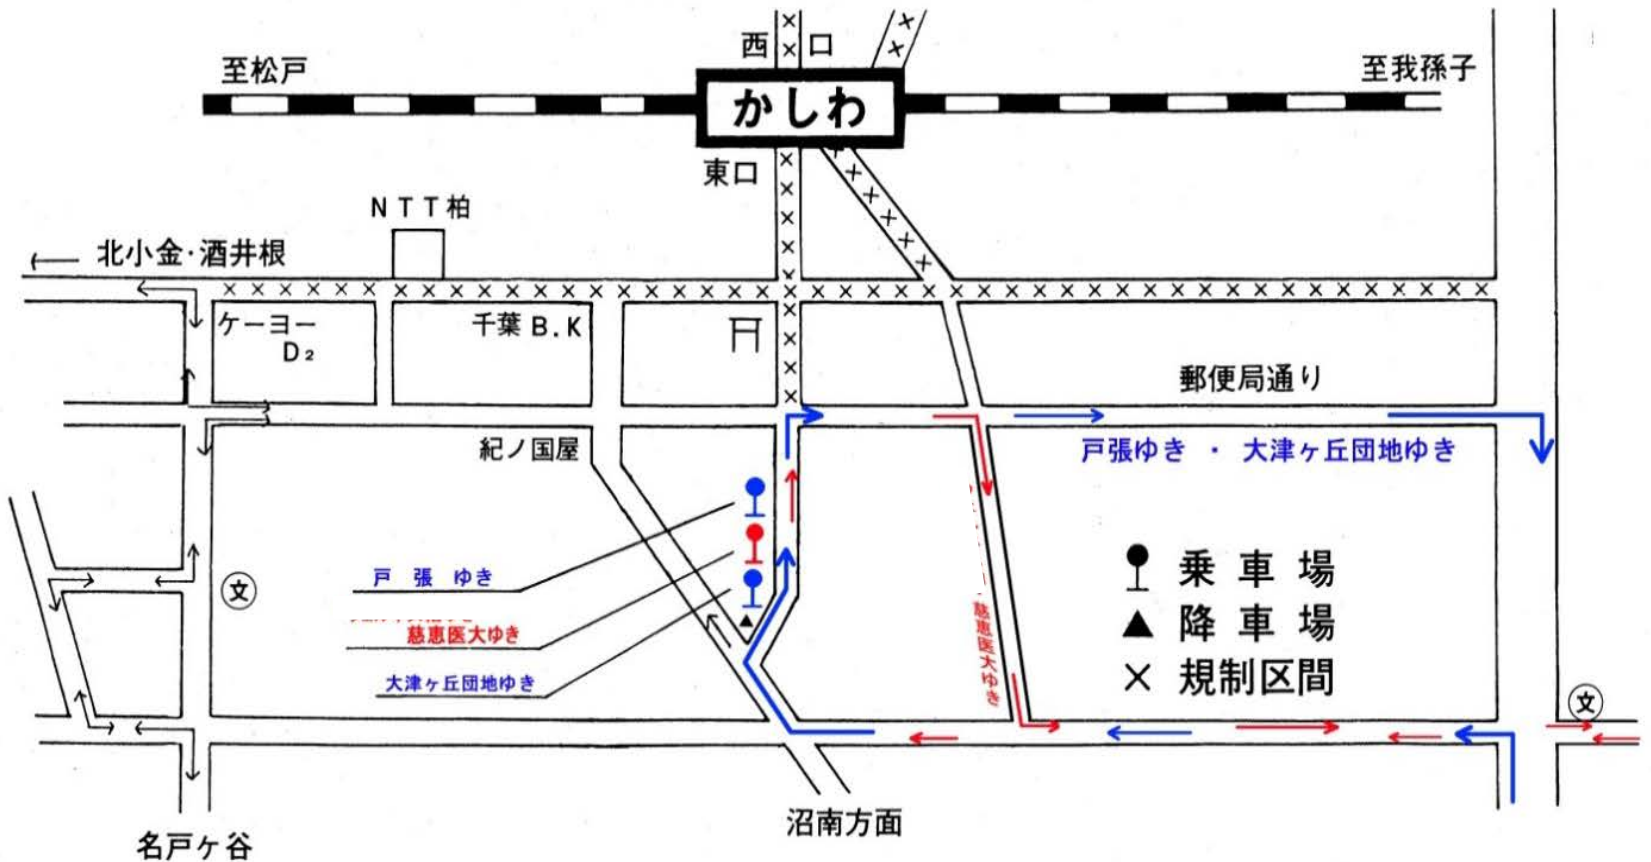 西口
至松戸
至我孫子
かしわ
東口
NTT柏
北小金・酒井根
ケーヨー
D₂
千葉 B.K
郵便局通り
紀ノ国屋
戸張ゆき ・ 大津ヶ丘団地ゆき
戸 張 ゆき
慈恵医大ゆき
大津ヶ丘団地ゆき
慈恵医大ゆき
乗車場
降車場
規制区間
文
文
沼南方面
名戸ヶ谷